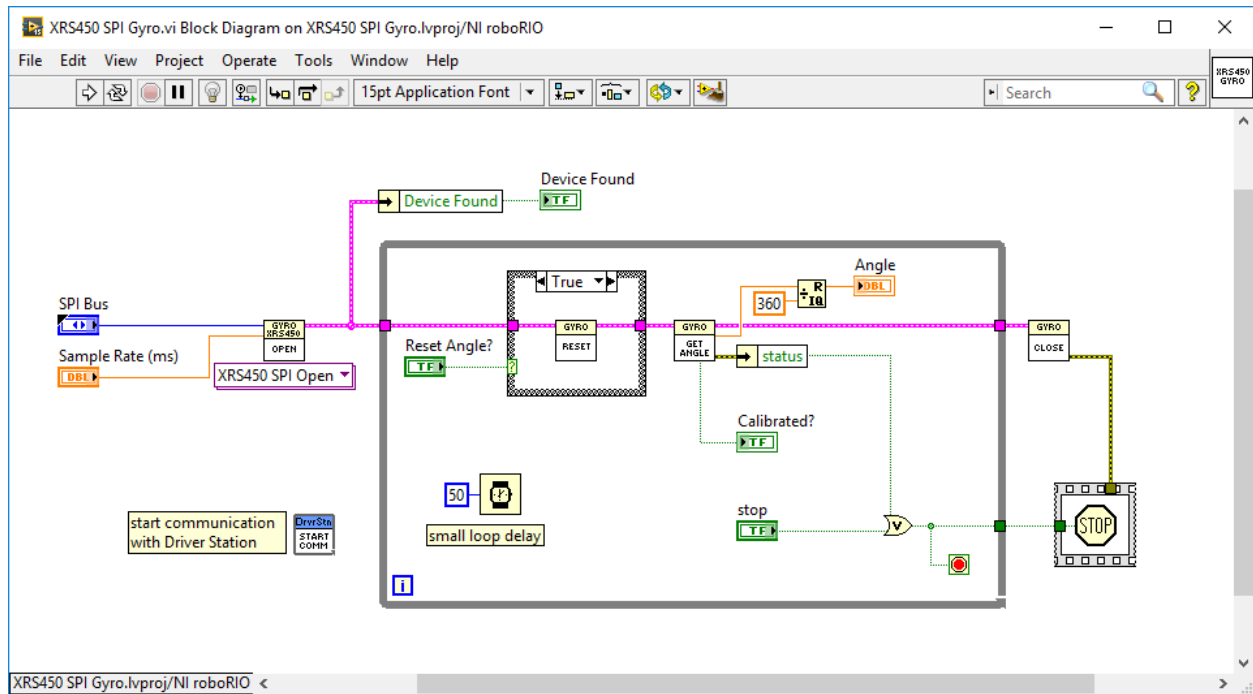 XRS450 SPI Gyro.vi Block Diagram on XRS450 SPI Gyro.lvproj/NI roboRIO
File Edit View Project Operate Tools Window Help
15pt Application Font
Search
XRS450
GYRO
Device Found
Device Found
TF
True
Angle
R
IQ
DBL
360
SPI Bus
GYRO
XRS450
OPEN
GYRO
RESET
GYRO
GET
ANGLE
GYRO
CLOSE
Reset Angle?
TF
?
status
Sample Rate (ms)
DBL
XRS450 SPI Open
Calibrated?
TF
50
small loop delay
start communication
with Driver Station
DrvrStn
START
COMM
stop
TF
V
STOP
i
XRS450 SPI Gyro.lvproj/NI roboRIO